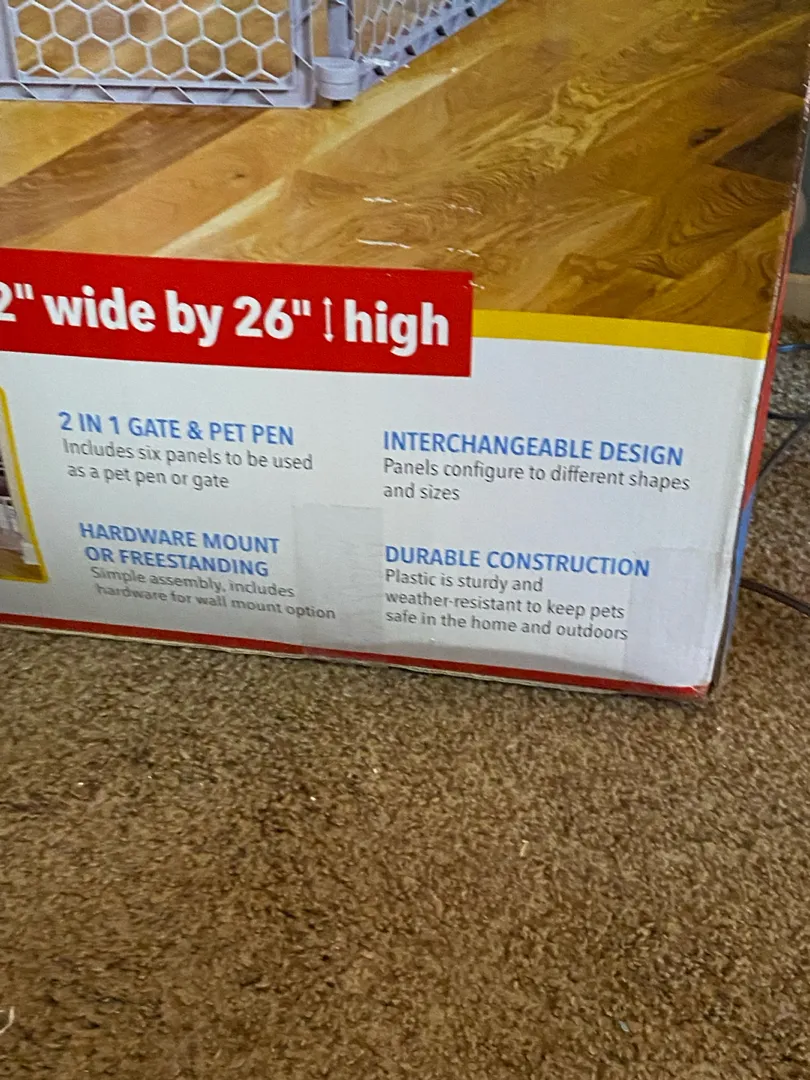 2" wide by 26" high
2 IN 1 GATE & PET PEN
Includes six panels to be used
as a pet pen or gate
HARDWARE MOUNT
OR FREESTANDING
Simple assembly, includes
hardware for wall mount option
INTERCHANGEABLE DESIGN
Panels configure to different shapes
and sizes
DURABLE CONSTRUCTION
Plastic is sturdy and
weather-resistant to keep pets
safe in the home and outdoors